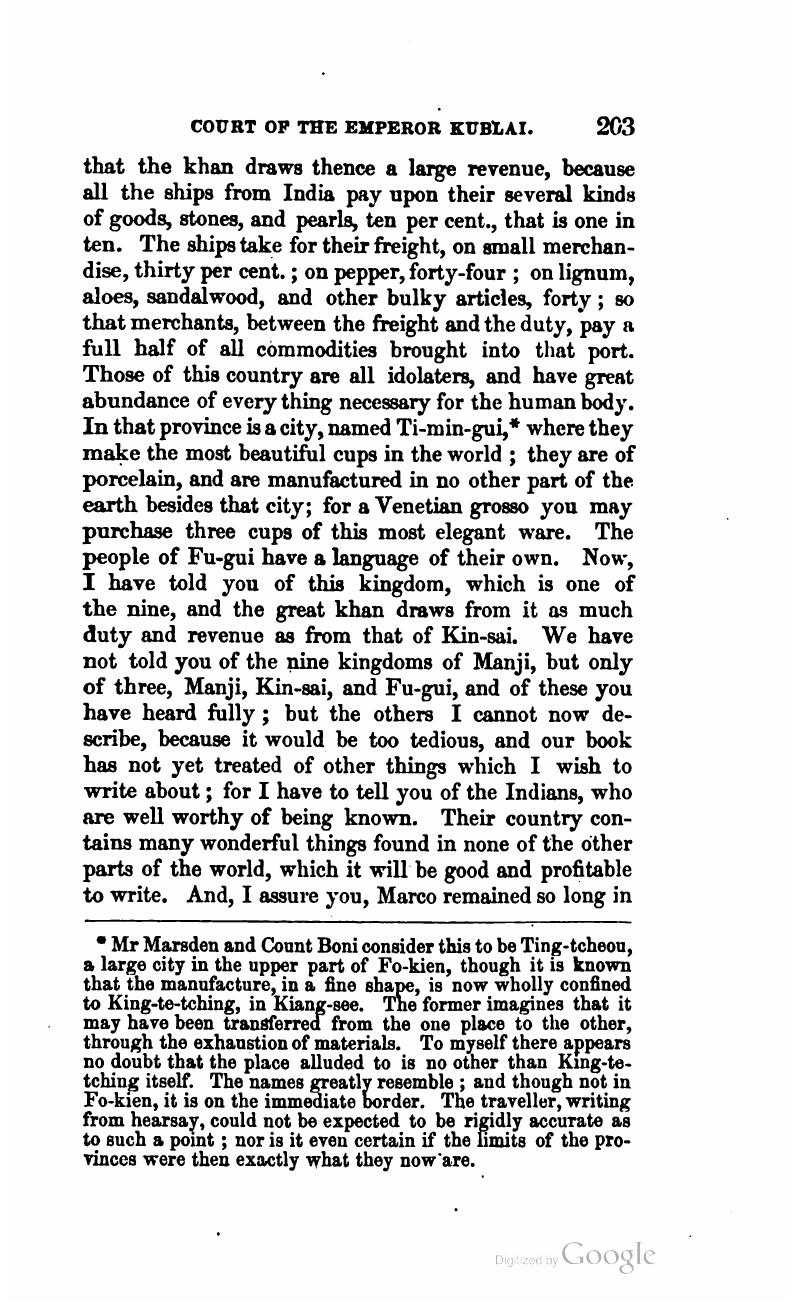 COURT OF THE EMPEROR KUBLAI. 203
that the khan draws thence a large revenue, because
all the ships from India pay upon their several kinds
of goods, stones, and pearls, ten per cent., that is one in
ten. The ships take for their freight, on small merchan-
dise, thirty per cent. ; on pepper, forty-four ; on lignum,
aloes, sandalwood, and other bulky articles, forty ; so
that merchants, between the freight and the duty, pay a
full half of all commodities brought into that port.
Those of this country are all idolaters, and have great
abundance of every thing necessary for the human body.
In that province is a city, named Ti-min-gui,* where they
make the most beautiful cups in the world ; they are of
porcelain, and are manufactured in no other part of the
earth besides that city; for a Venetian grosso you may
purchase three cups of this most elegant ware. The
people of Fu-gui have a language of their own. Now,
I have told you of this kingdom, which is one of
the nine, and the great khan draws from it as much
duty and revenue as from that of Kin-sai. We have
not told you of the nine kingdoms of Manji, but only
of three, Manji, Kin-sai, and Fu-gui, and of these you
have heard fully ; but the others I cannot now de-
scribe, because it would be too tedious, and our book
has not yet treated of other things which I wish to
write about ; for I have to tell you of the Indians, who
are well worthy of being known. Their country con-
tains many wonderful things found in none of the other
parts of the world, which it will be good and profitable
to write. And, I assure you, Marco remained so long in
* Mr Marsden and Count Boni consider this to be Ting-tcheou,
a large city in the upper part of Fo-kien, though it is known
that the manufacture, in a fine shape, is now wholly confined
to King-te-tching, in Kiang-see. The former imagines that it
may have been transferred from the one place to the other,
through the exhaustion of materials. To myself there appears
no doubt that the place alluded to is no other than King-te-
tching itself. The names greatly resemble ; and though not in
Fo-kien, it is on the immediate border. The traveller, writing
from hearsay, could not be expected to be rigidly accurate as
to such a point ; nor is it even certain if the limits of the pro-
vinces were then exactly what they now are.
Digitized by Google